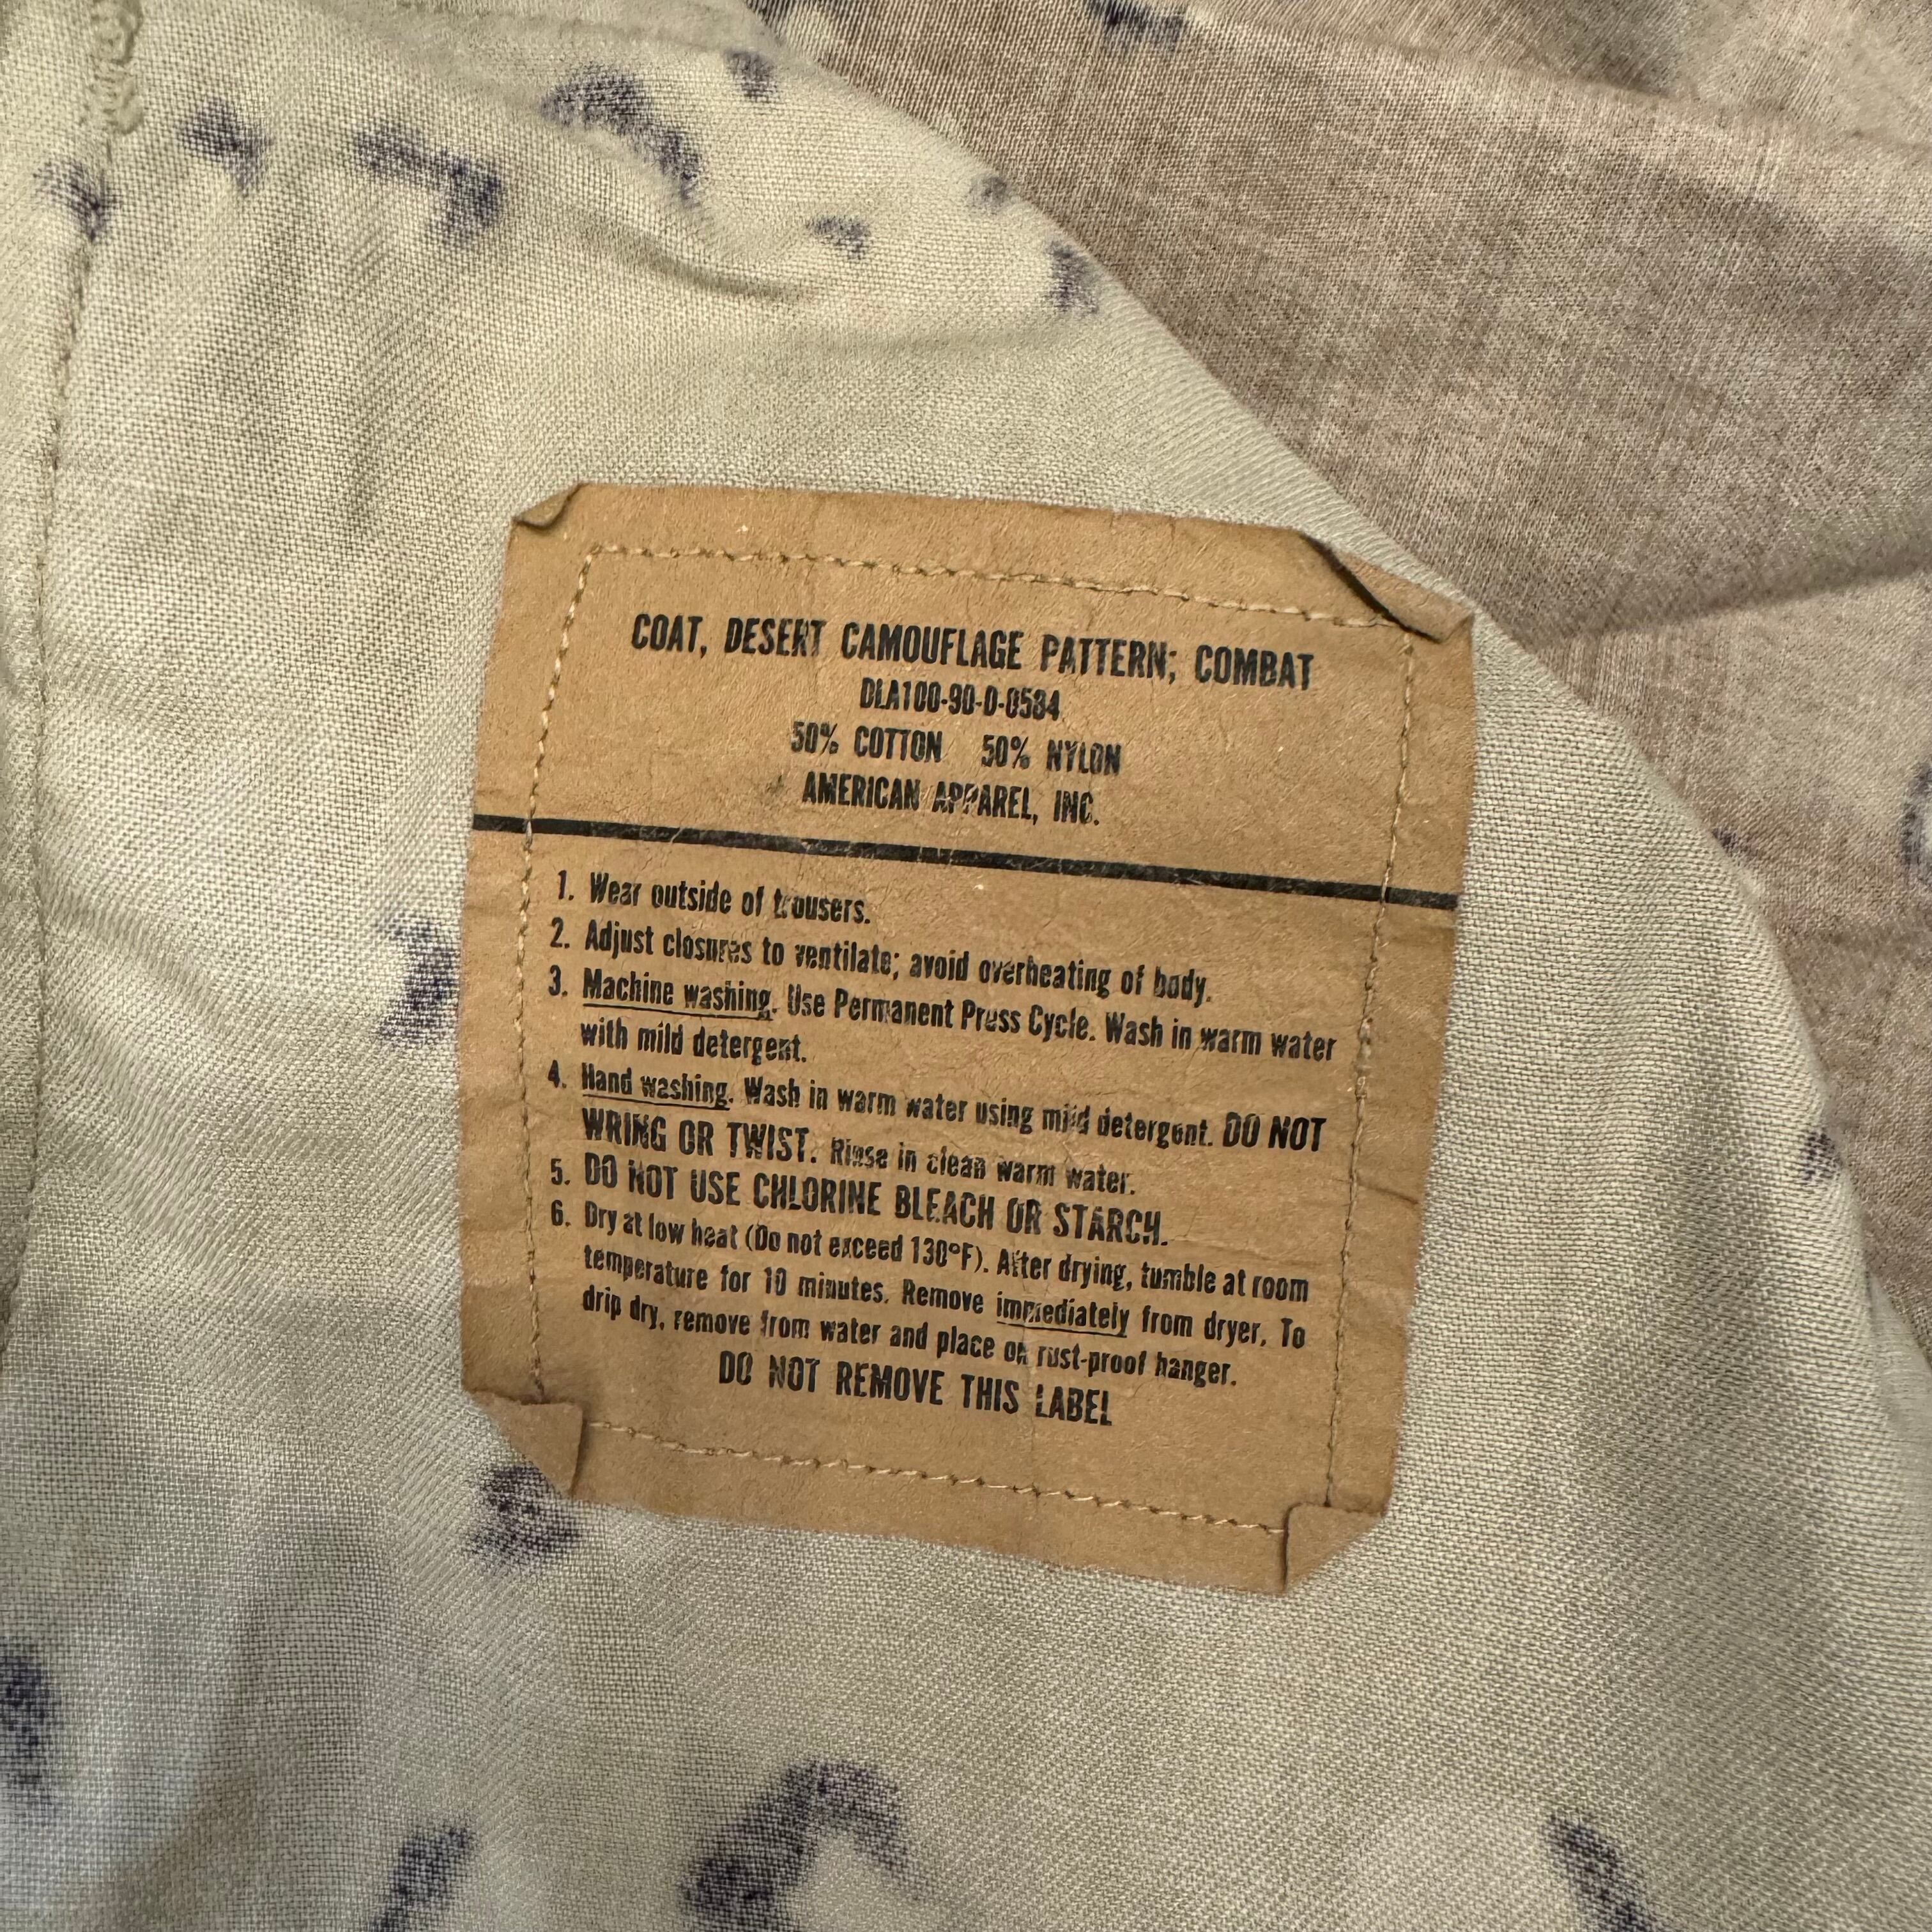 COAT, DESERT CAMOUFLAGE PATTERN; COMBAT
DLA100-90-D-0584
50% COTTON 50% NYLON
AMERICAN APPAREL, INC.
1. Wear outside of trousers.
2. Adjust closures to ventilate; avoid overheating of body.
3. Machine washing. Use Permanent Press Cycle. Wash in warm water
with mild detergent.
4. Hand washing. Wash in warm water using mild detergent. DO NOT
WRING OR TWIST. Rinse in clean warm water.
5. DO NOT USE CHLORINE BLEACH OR STARCH.
6. Dry at low heat (Do not exceed 130°F). After drying, tumble at room
temperature for 10 minutes. Remove immediately from dryer. To
drip dry, remove from water and place on rust-proof hanger.
DO NOT REMOVE THIS LABEL